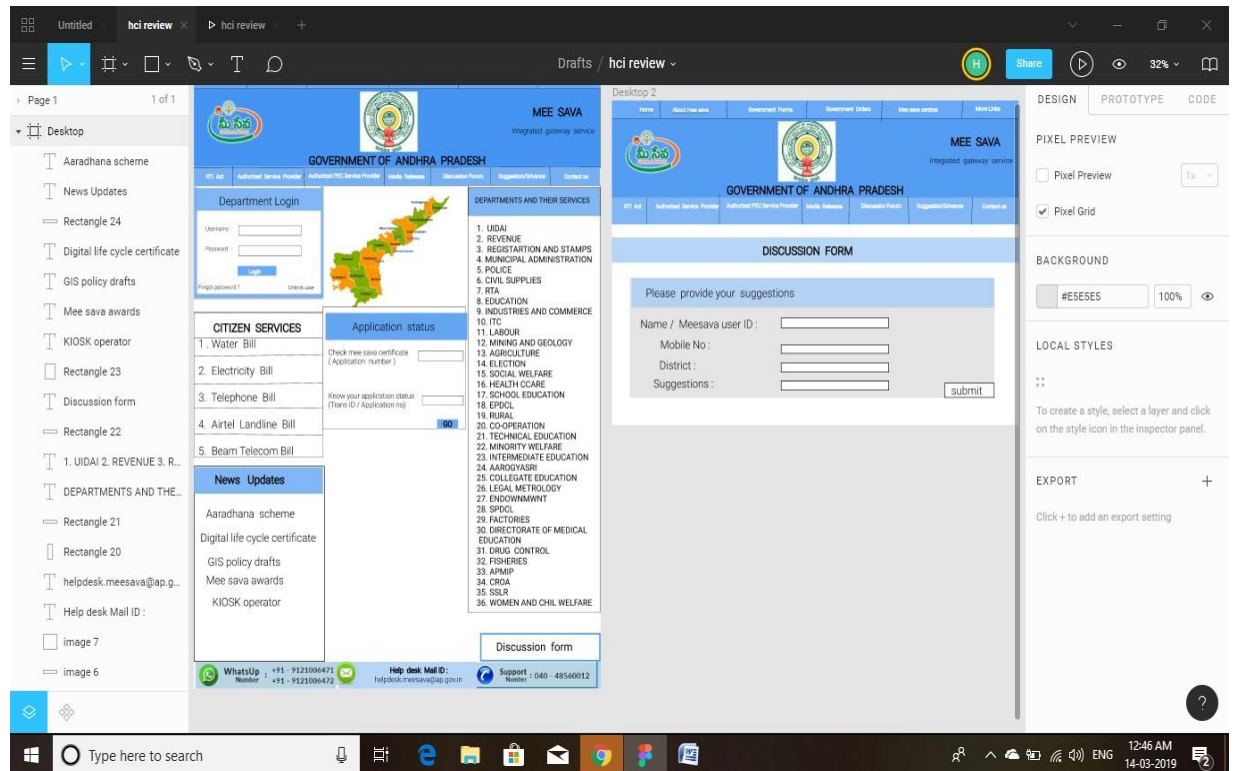 Untitled
hci review
hci review
Drafts / hci review
H
Share
32%
Page 1
1 of 1
Desktop
Aaradhana scheme
News Updates
Rectangle 24
Digital life cycle certificate
GIS policy drafts
Mee sava awards
KIOSK operator
Rectangle 23
Discussion form
Rectangle 22
1. UIDAI 2. REVENUE 3. R...
DEPARTMENTS AND THE...
Rectangle 21
Rectangle 20
helpdesk.meesava@ap.g...
Help desk Mail ID :
image 7
image 6
మీ సేవ
MEE SAVA
Integrated gateway service
GOVERNMENT OF ANDHRA PRADESH
RTI Act
Authorised Service Provider
Authorised PEC Service Provider
Media Releases
Discussion Forum
Suggestion/Grivence
Contact us
Department Login
Username :
Password :
Login
Forgot password ?
Unlock user
CITIZEN SERVICES
1 . Water Bill
2. Electricity Bill
3. Telephone Bill
4. Airtel Landline Bill
5. Beam Telecom Bill
News Updates
Aaradhana scheme
Digital life cycle certificate
GIS policy drafts
Mee sava awards
KIOSK operator
Application status
Check mee sava certificate
( Application number )
Know your application status
(Trans ID / Application no)
GO
DEPARTMENTS AND THEIR SERVICES
1. UIDAI
2. REVENUE
3. REGISTARTION AND STAMPS
4. MUNICIPAL ADMINISTRATION
5. POLICE
6. CIVIL SUPPLIES
7. RTA
8. EDUCATION
9. INDUSTRIES AND COMMERCE
10. ITC
11. LABOUR
12. MINING AND GEOLOGY
13. AGRICULTURE
14. ELECTION
15. SOCIAL WELFARE
16. HEALTH CCARE
17. SCHOOL EDUCATION
18. EPDCL
19. RURAL
20. CO-OPERATION
21. TECHNICAL EDUCATION
22. MINORITY WELFARE
23. INTERMEDIATE EDUCATION
24. AAROGYASRI
25. COLLEGATE EDUCATION
26. LEGAL METROLOGY
27. ENDOWNMWNT
28. SPDCL
29. FACTORIES
30. DIRECTORATE OF MEDICAL
EDUCATION
31. DRUG CONTROL
32. FISHERIES
33. APMIP
34. CROA
35. SSLR
36. WOMEN AND CHIL WELFARE
Discussion form
WhatsUp Number : +91 - 9121006471
+91 - 9121006472
Help desk Mail ID :
helpdesk.meesava@ap.gov.in
Support Number : 040 - 48560012
Desktop 2
Home
About mee sava
Government Forms
Government Orders
Mee sava centres
More Links
మీ సేవ
MEE SAVA
Integrated gateway service
GOVERNMENT OF ANDHRA PRADESH
RTI Act
Authorised Service Provider
Authorised PEC Service Provider
Media Releases
Discussion Forum
Suggestion/Grivence
Contact us
DISCUSSION FORM
Please provide your suggestions
Name / Meesava user ID :
Mobile No :
District :
Suggestions :
submit
DESIGN
PROTOTYPE
CODE
PIXEL PREVIEW
Pixel Preview
1x
Pixel Grid
BACKGROUND
#E5E5E5
100%
LOCAL STYLES
To create a style, select a layer and click
on the style icon in the inspector panel.
EXPORT
Click + to add an export setting
?
Type here to search
ENG
12:46 AM
14-03-2019
2